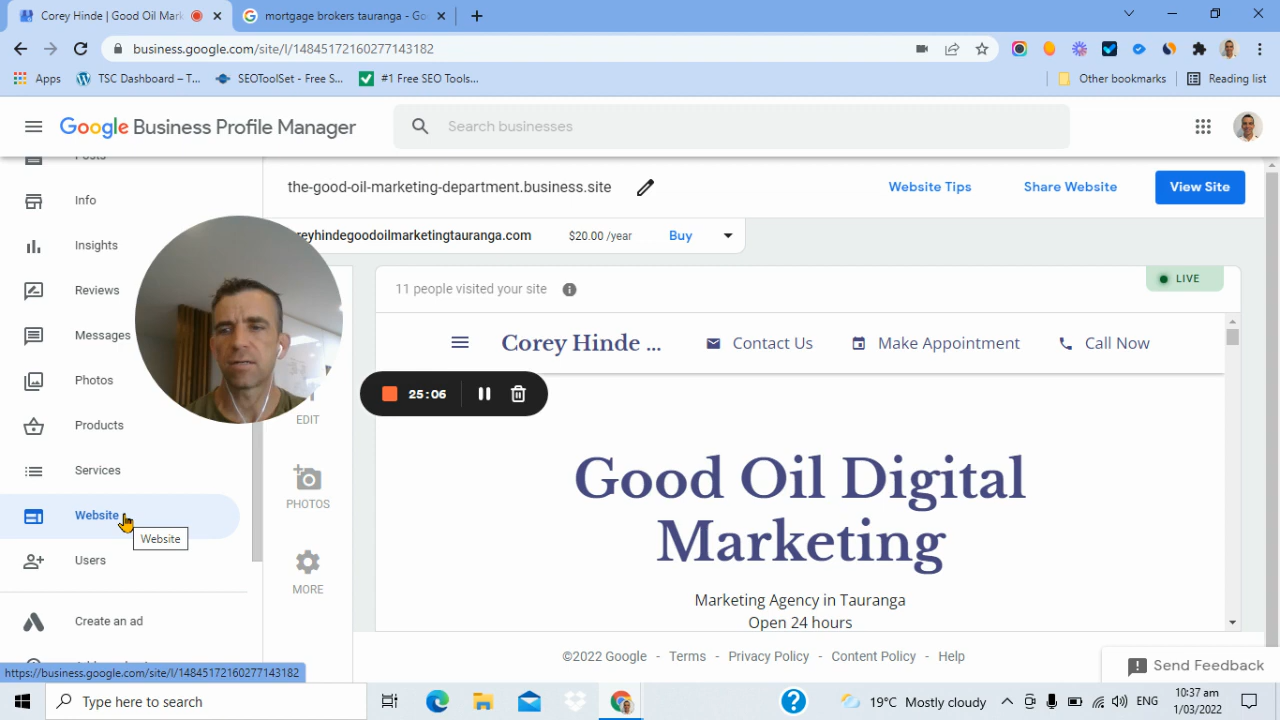 Corey Hinde | Good Oil Mark
mortgage brokers tauranga - Go
business.google.com/site/l/14845172160277143182
Apps
TSC Dashboard – T...
SEOToolSet - Free S...
#1 Free SEO Tools...
Other bookmarks
Reading list
Google Business Profile Manager
Search businesses
Posts
Info
Insights
Reviews
Messages
Photos
Products
Services
Website
Website
Users
Create an ad
the-good-oil-marketing-department.business.site
Website Tips
Share Website
View Site
reyhindegoodoilmarketingtauranga.com
$20.00 /year
Buy
11 people visited your site
LIVE
Corey Hinde ...
Contact Us
Make Appointment
Call Now
25:06
EDIT
PHOTOS
MORE
Good Oil Digital
Marketing
Marketing Agency in Tauranga
Open 24 hours
©2022 Google - Terms - Privacy Policy - Content Policy - Help
Send Feedback
https://business.google.com/site/l/14845172160277143182
Type here to search
19°C Mostly cloudy
ENG
10:37 am
1/03/2022